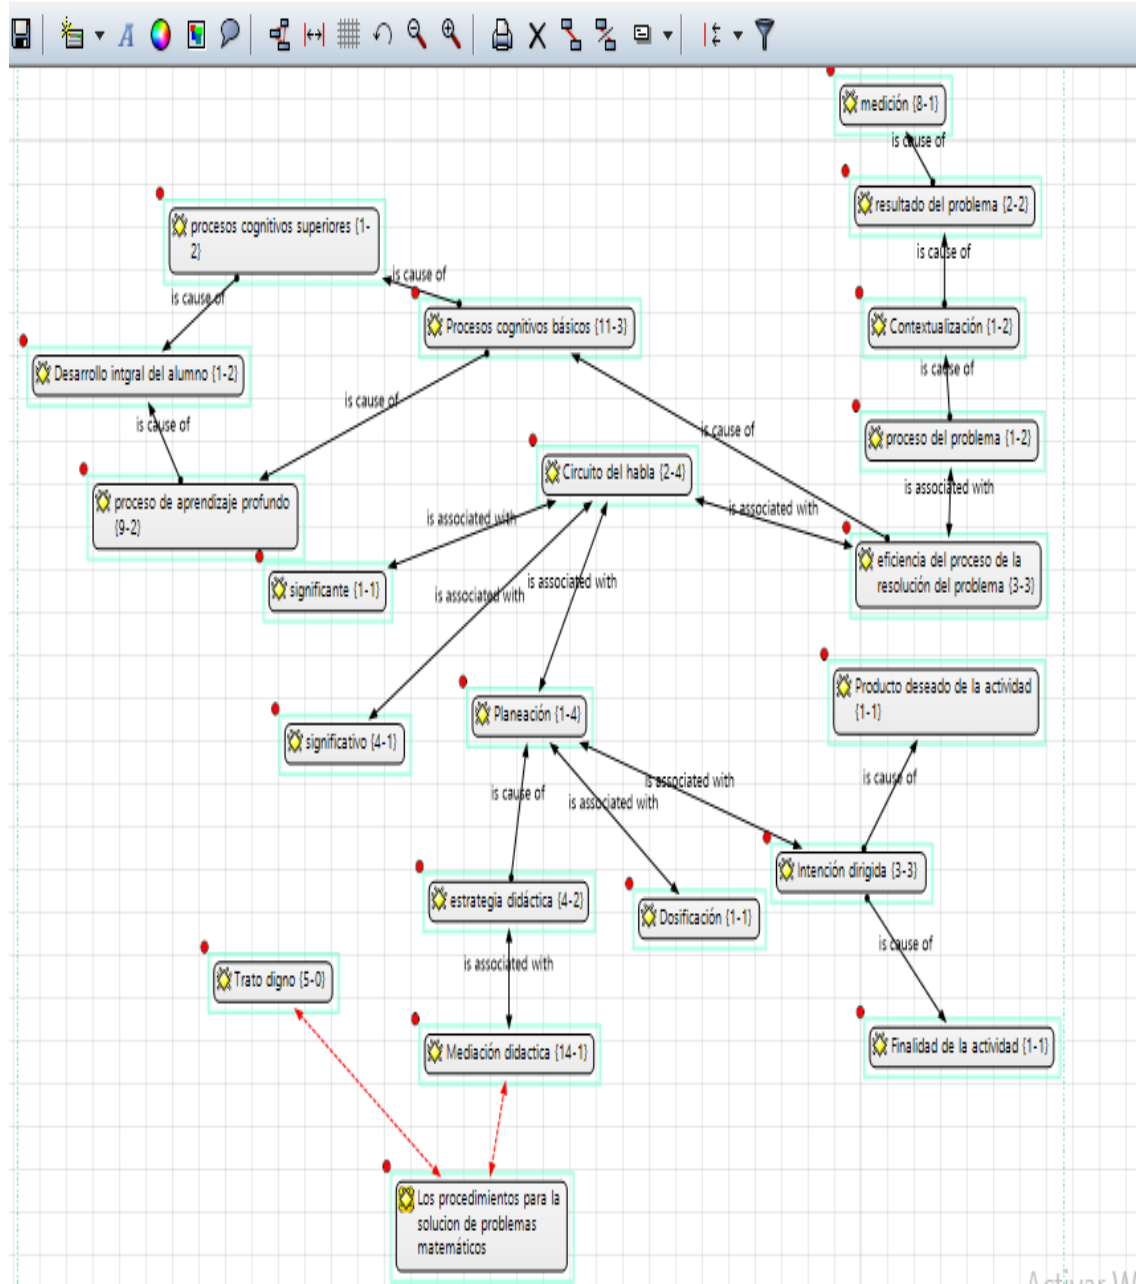 medición {8-1}
is cause of
resultado del problema {2-2}
procesos cognitivos superiores {1-
2}
is cause of
is cause of
is cause of
Procesos cognitivos básicos {11-3}
Contextualización {1-2}
Desarrollo intgral del alumno {1-2}
is cause of
is cause of
is cause of
is cause of
proceso del problema {1-2}
Circuito del habla {2-4}
is associated with
proceso de aprendizaje profundo
{9-2}
is associated with
is associated with
eficiencia del proceso de la
resolución del problema {3-3}
significante {1-1}
is associated with
is associated with
Producto deseado de la actividad
{1-1}
Planeación {1-4}
significativo {4-1}
is cause of
is associated with
is associated with
is cause of
Intención dirigida {3-3}
estrategia didáctica {4-2}
Dosificación {1-1}
is cause of
is associated with
Trato digno {5-0}
Mediación didactica {14-1}
Finalidad de la actividad {1-1}
Los procedimientos para la
solucion de problemas
matemáticos